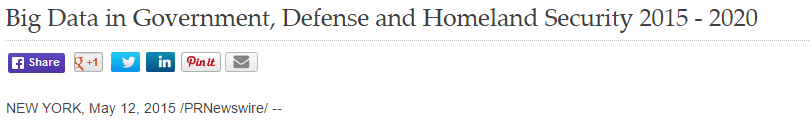 Big Data in Government, Defense and Homeland Security 2015 - 2020
f Share g +1 in Pin it
NEW YORK, May 12, 2015 /PRNewswire/ --